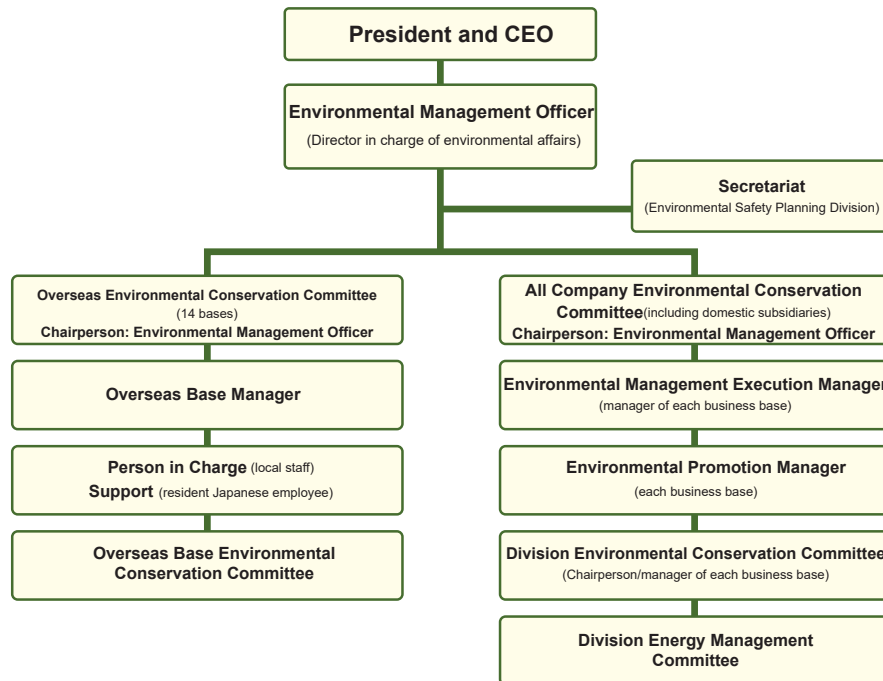 President and CEO
Environmental Management Officer
(Director in charge of environmental affairs)
Secretariat
(Environmental Safety Planning Division)
Overseas Environmental Conservation Committee
(14 bases)
Chairperson: Environmental Management Officer
All Company Environmental Conservation
Committee(including domestic subsidiaries)
Chairperson: Environmental Management Officer
Overseas Base Manager
Environmental Management Execution Manager
(manager of each business base)
Person in Charge (local staff)
Support (resident Japanese employee)
Environmental Promotion Manager
(each business base)
Overseas Base Environmental
Conservation Committee
Division Environmental Conservation Committee
(Chairperson/manager of each business base)
Division Energy Management
Committee